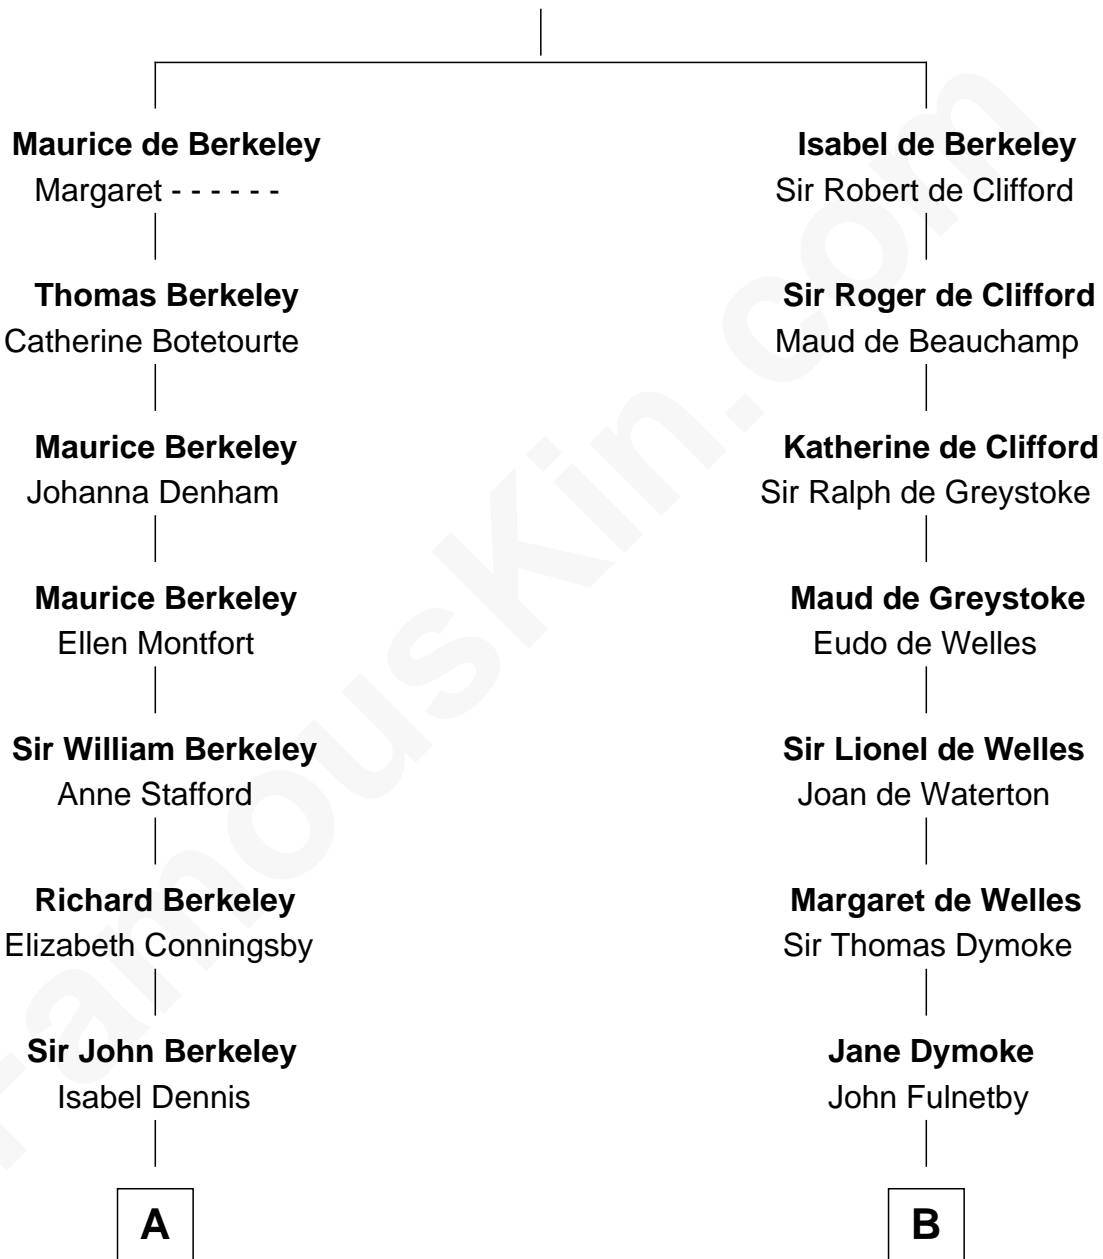 Maurice de Berkeley
Margaret - - - - - -
Thomas Berkeley
Catherine Botetourte
Maurice Berkeley
Johanna Denham
Maurice Berkeley
Ellen Montfort
Sir William Berkeley
Anne Stafford
Richard Berkeley
Elizabeth Conningsby
Sir John Berkeley
Isabel Dennis
A
Isabel de Berkeley
Sir Robert de Clifford
Sir Roger de Clifford
Maud de Beauchamp
Katherine de Clifford
Sir Ralph de Greystoke
Maud de Greystoke
Eudo de Welles
Sir Lionel de Welles
Joan de Waterton
Margaret de Welles
Sir Thomas Dymoke
Jane Dymoke
John Fulnetby
B
FamousKin.com